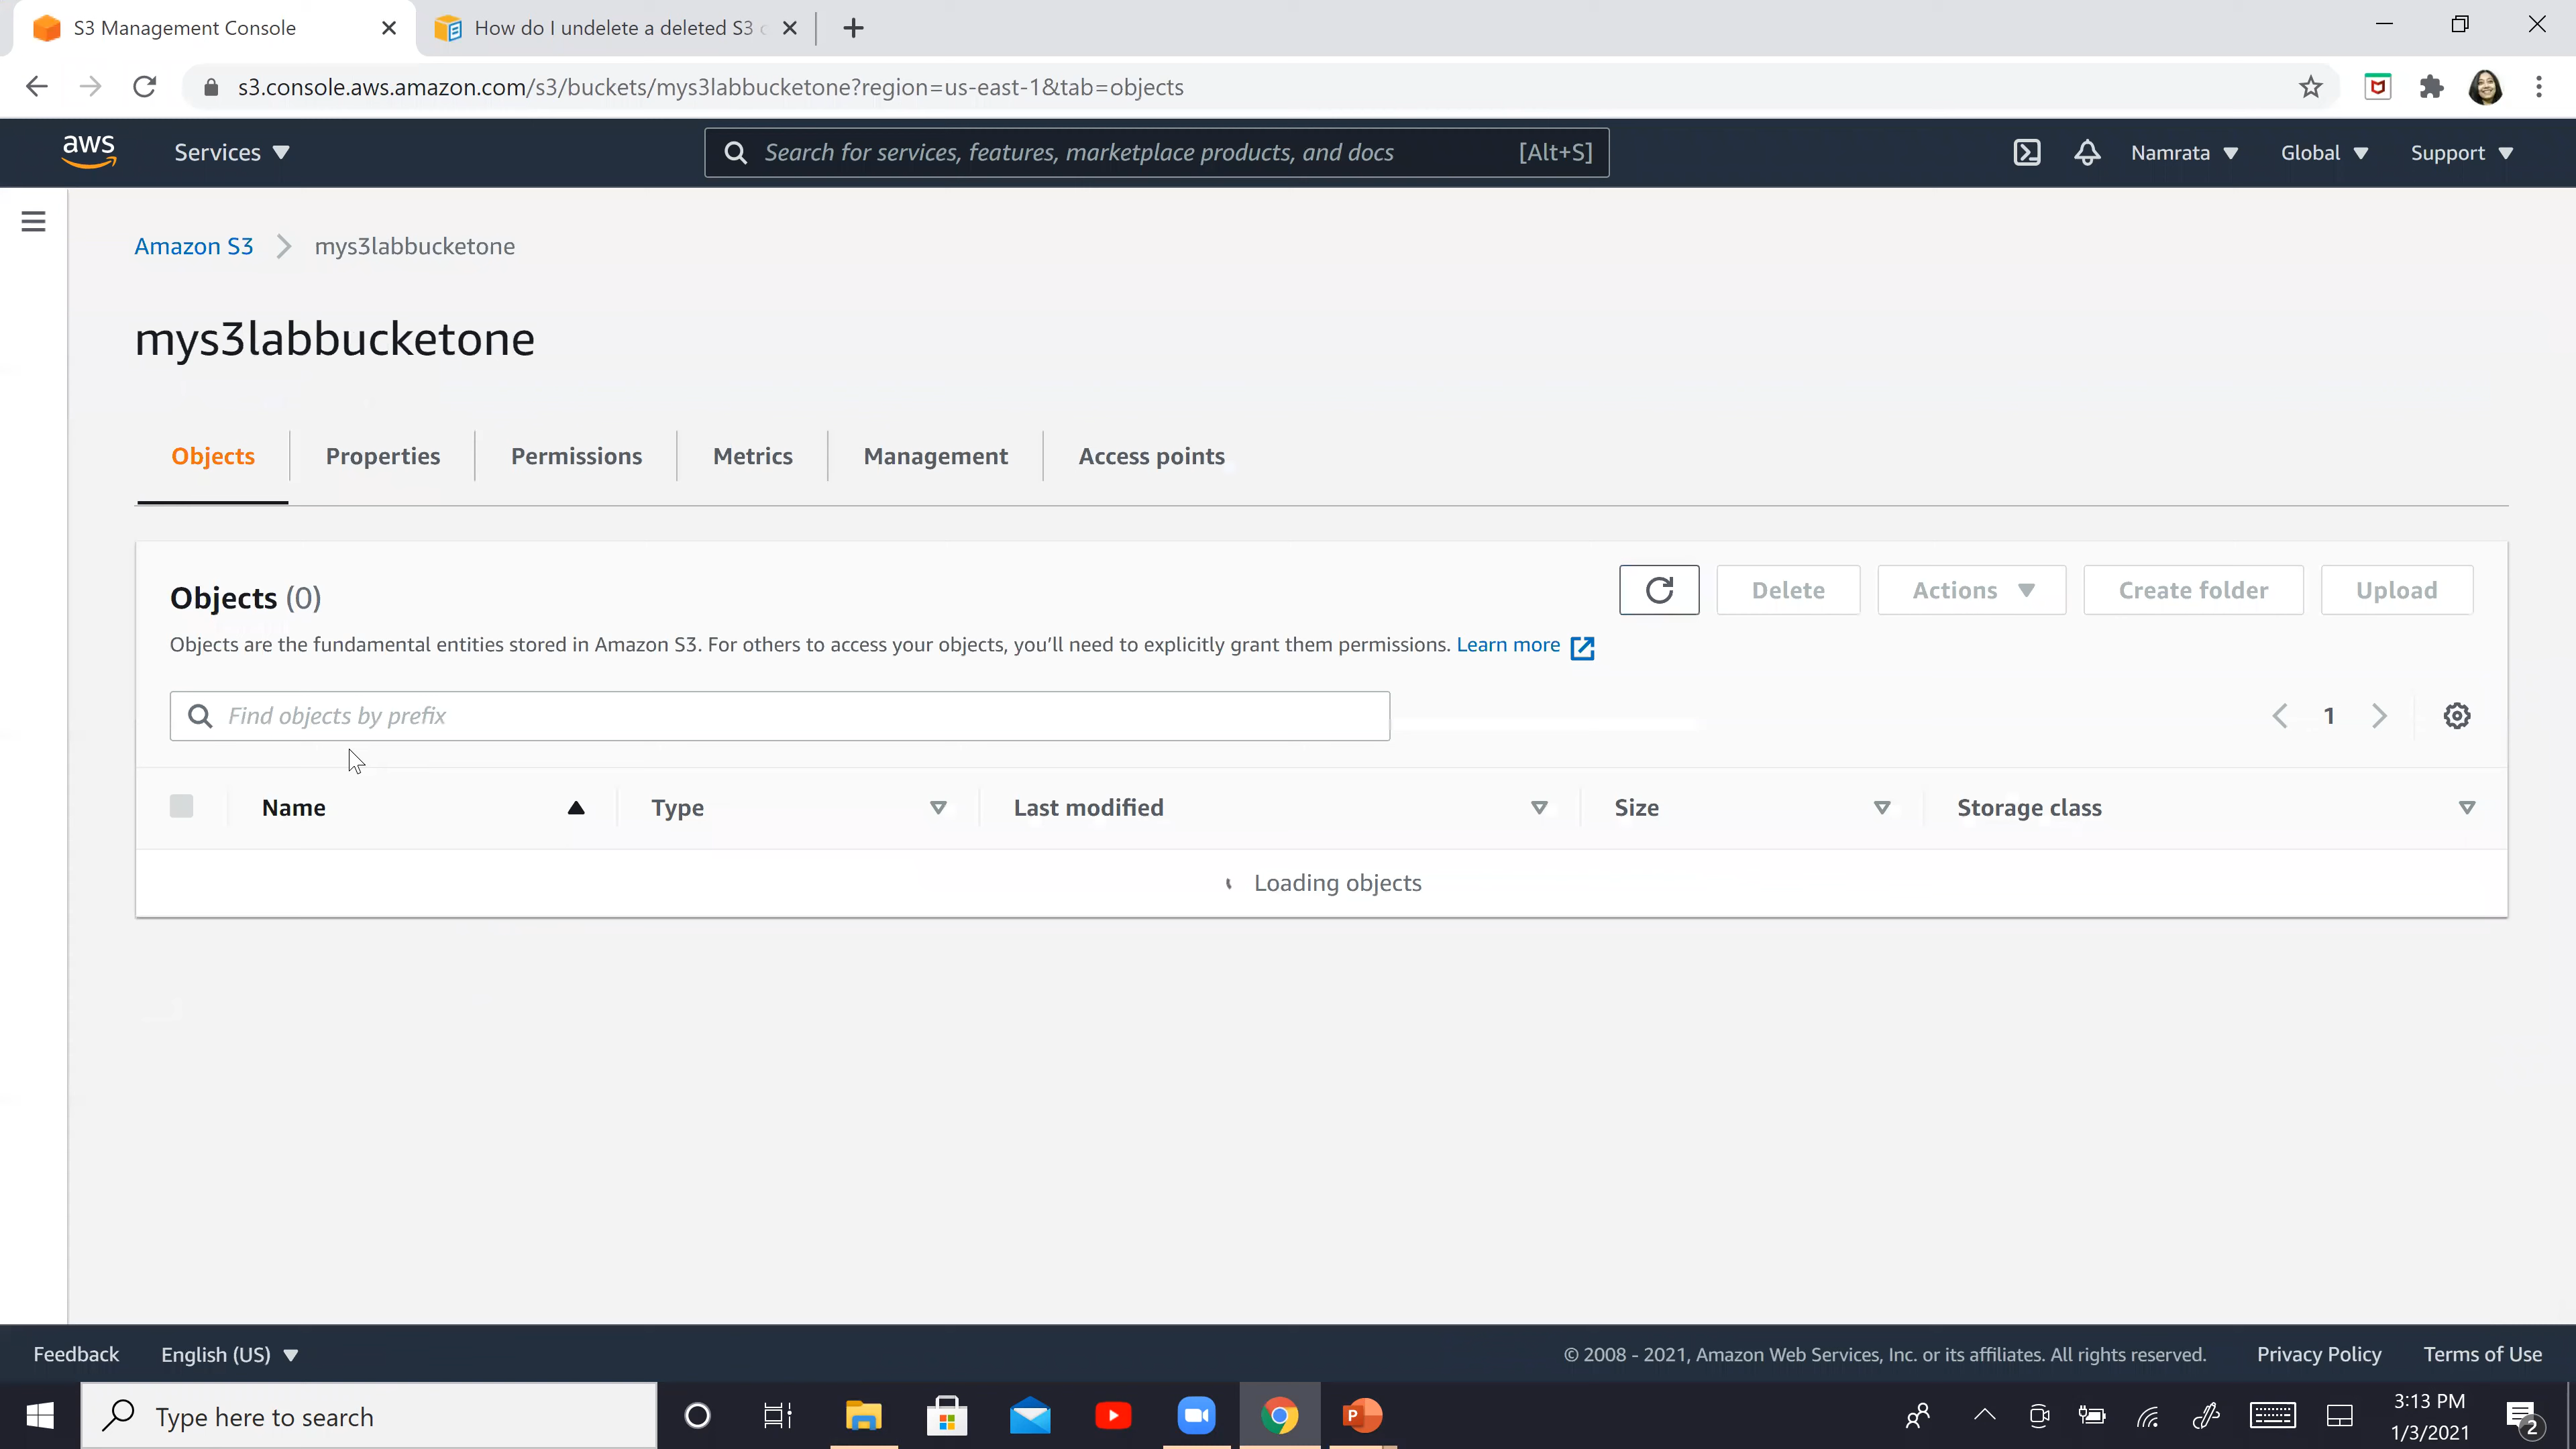 S3 Management Console
How do I undelete a deleted S3
s3.console.aws.amazon.com/s3/buckets/mys3labbucketone?region=us-east-1&tab=objects
aws
Services
Search for services, features, marketplace products, and docs
[Alt+S]
Namrata
Global
Support
Amazon S3
mys3labbucketone
mys3labbucketone
Objects
Properties
Permissions
Metrics
Management
Access points
Objects (0)
Delete
Actions
Create folder
Upload
Objects are the fundamental entities stored in Amazon S3. For others to access your objects, you'll need to explicitly grant them permissions. Learn more
Find objects by prefix
1
Name
Type
Last modified
Size
Storage class
Loading objects
Feedback
English (US)
© 2008 - 2021, Amazon Web Services, Inc. or its affiliates. All rights reserved.
Privacy Policy
Terms of Use
Type here to search
P
3:13 PM
1/3/2021
2